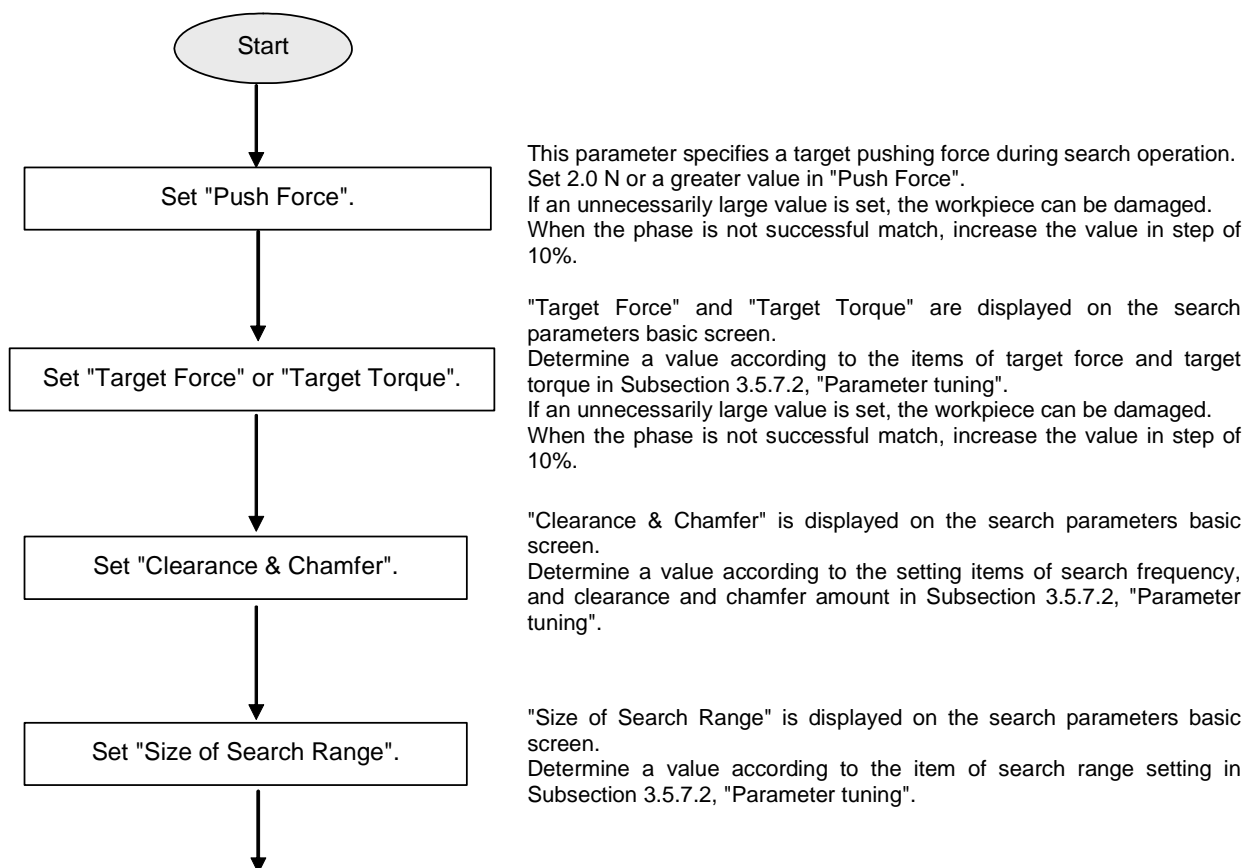 Start
Set "Push Force".
This parameter specifies a target pushing force during search operation.
Set 2.0 N or a greater value in "Push Force".
If an unnecessarily large value is set, the workpiece can be damaged.
When the phase is not successful match, increase the value in step of
10%.
Set "Target Force" or "Target Torque".
"Target Force" and "Target Torque" are displayed on the search
parameters basic screen.
Determine a value according to the items of target force and target
torque in Subsection 3.5.7.2, "Parameter tuning".
If an unnecessarily large value is set, the workpiece can be damaged.
When the phase is not successful match, increase the value in step of
10%.
Set "Clearance & Chamfer".
"Clearance & Chamfer" is displayed on the search parameters basic
screen.
Determine a value according to the setting items of search frequency,
and clearance and chamfer amount in Subsection 3.5.7.2, "Parameter
tuning".
Set "Size of Search Range".
"Size of Search Range" is displayed on the search parameters basic
screen.
Determine a value according to the item of search range setting in
Subsection 3.5.7.2, "Parameter tuning".